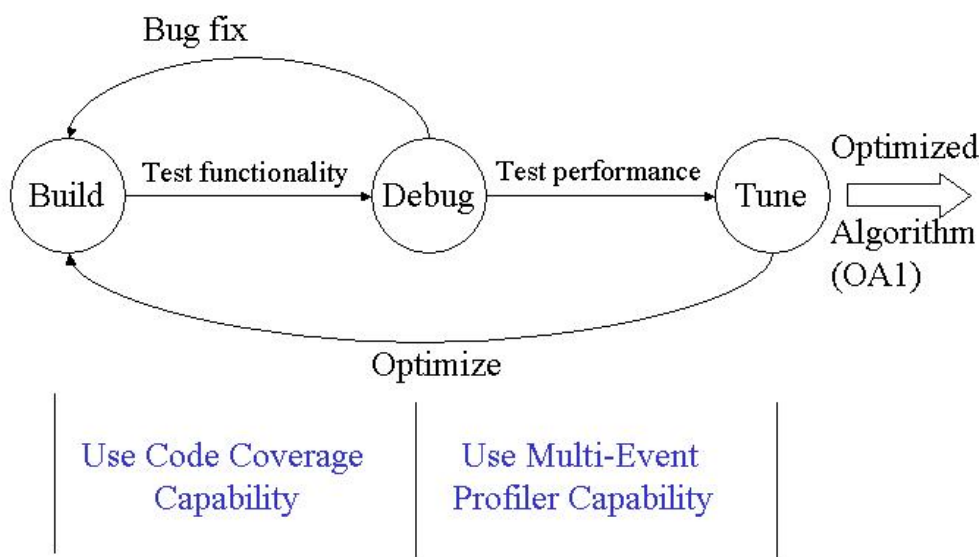 Bug fix
Build
Test functionality
Debug
Test performance
Tune
Optimized
Algorithm
(OA1)
Optimize
Use Code Coverage
Capability
Use Multi-Event
Profiler Capability